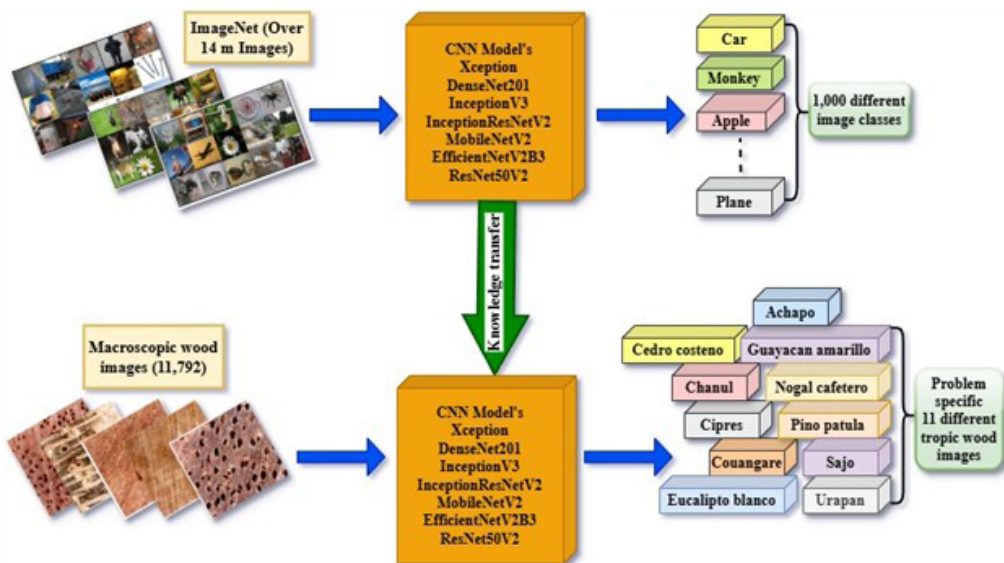 ImageNet (Over
14 m Images)
CNN Model's
Xception
DenseNet201
InceptionV3
InceptionResNetV2
MobileNetV2
EfficientNetV2B3
ResNet50V2
Car
Monkey
Apple
Plane
1,000 different
image classes
Knowledge transfer
Macroscopic wood
images (11,792)
CNN Model's
Xception
DenseNet201
InceptionV3
InceptionResNetV2
MobileNetV2
EfficientNetV2B3
ResNet50V2
Achapo
Cedro costeno
Guayacan amarillo
Chanul
Nogal cafetero
Cipres
Pino patula
Couangare
Sajo
Eucalipto blanco
Urapan
Problem
specific
11 different
tropic wood
images